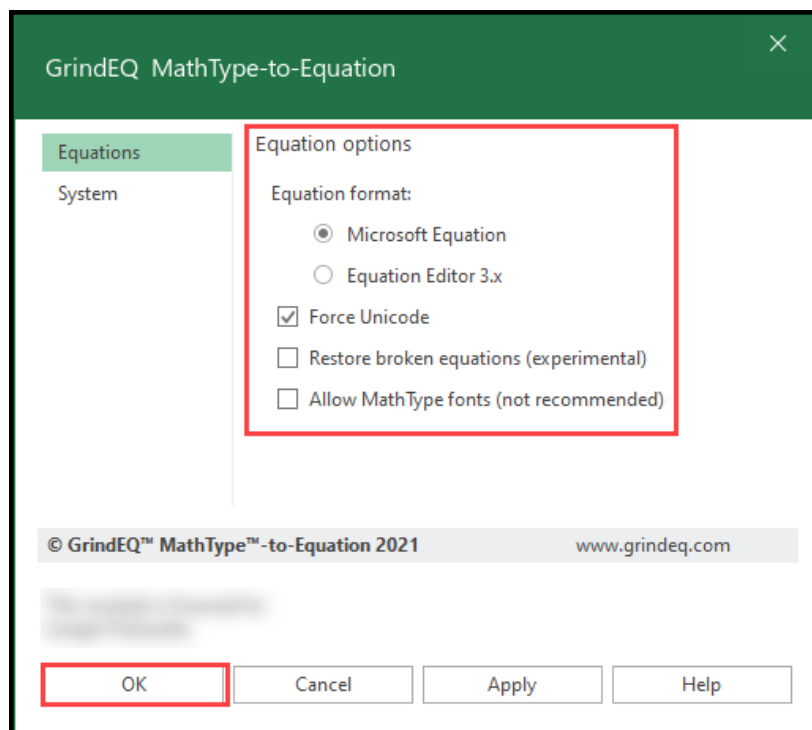 GrindEQ MathType-to-Equation
Equations
System
Equation options
Equation format:
Microsoft Equation
Equation Editor 3.x
Force Unicode
Restore broken equations (experimental)
Allow MathType fonts (not recommended)
© GrindEQ™ MathType™-to-Equation 2021 www.grindeq.com
OK Cancel Apply Help